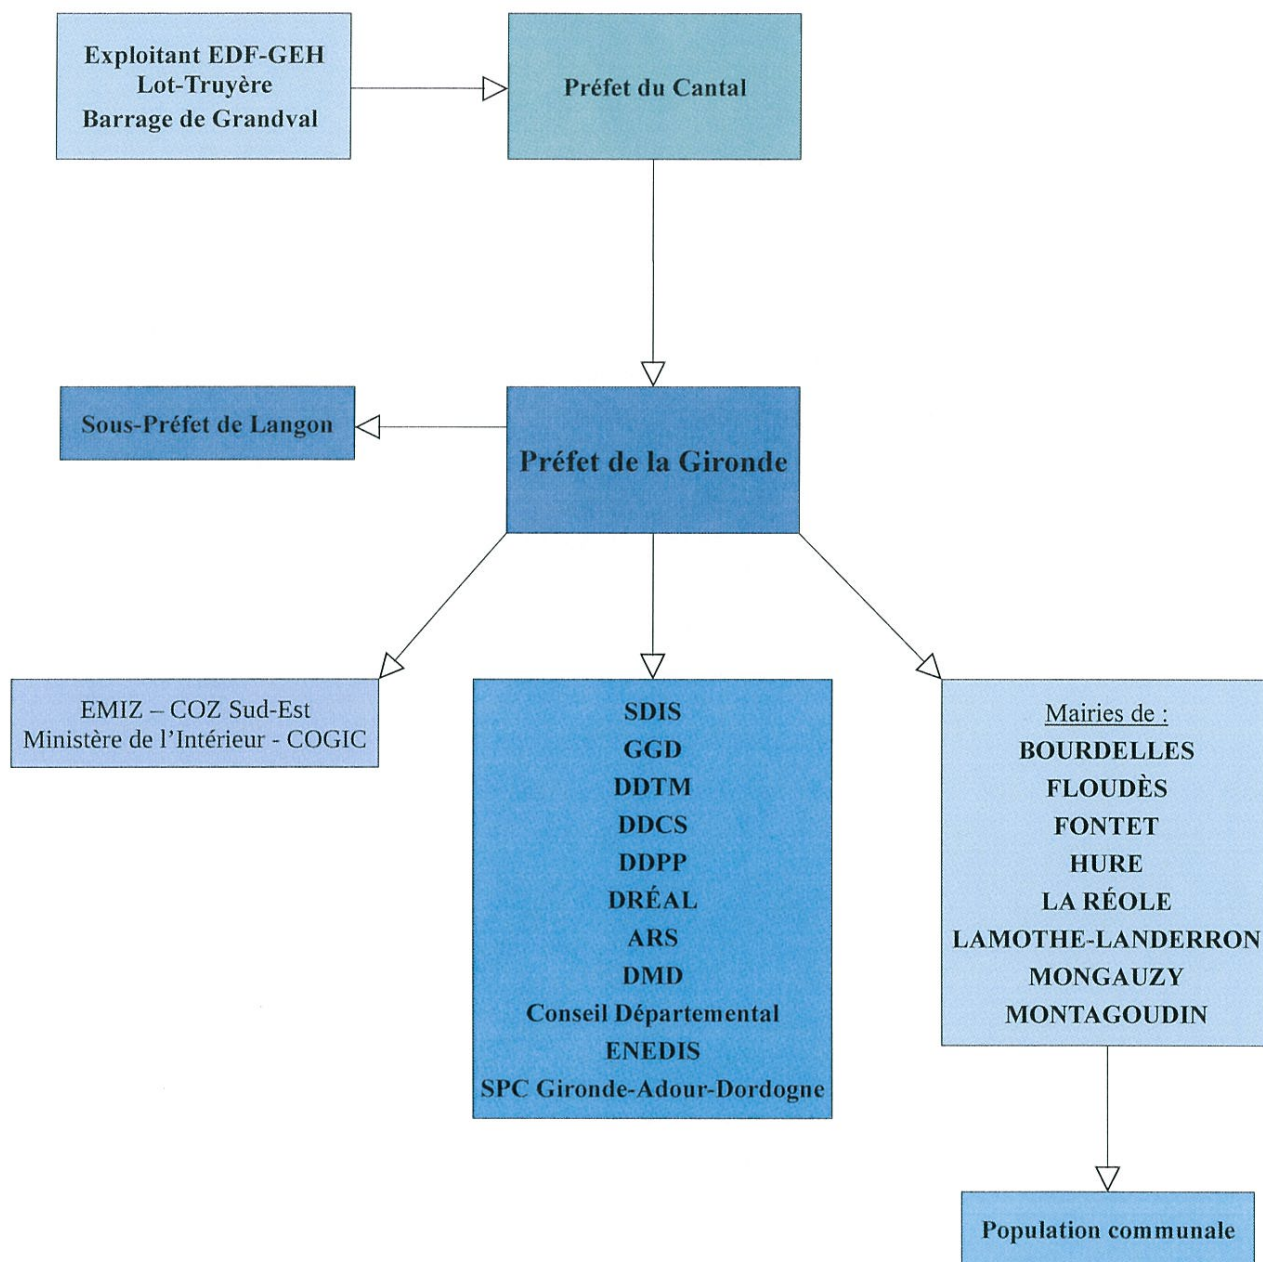 Exploitant EDF-GEH
Lot-Truyère
Barrage de Grandval
Préfet du Cantal
Sous-Préfet de Langon
Préfet de la Gironde
EMIZ – COZ Sud-Est
Ministère de l'Intérieur - COGIC
SDIS
GGD
DDTM
DDCS
DDPP
DRÉAL
ARS
DMD
Conseil Départemental
ENEDIS
SPC Gironde-Adour-Dordogne
Mairies de :
BOURDELLES
FLOUDÈS
FONTET
HURE
LA RÉOLE
LAMOTHE-LANDERRON
MONGAUZY
MONTAGOUDIN
Population communale